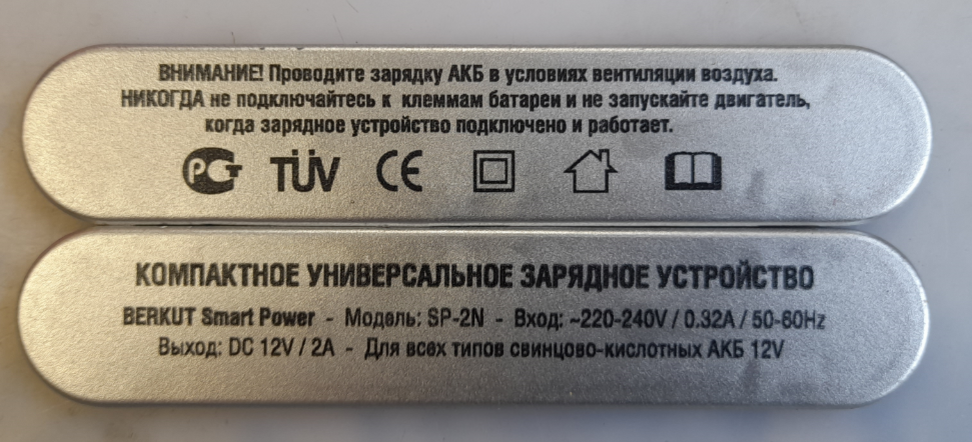 ВНИМАНИЕ! Проводите зарядку АКБ в условиях вентиляции воздуха.
НИКОГДА не подключайтесь к клеммам батареи и не запускайте двигатель,
когда зарядное устройство подключено и работает.
РСТ TÜV CE
КОМПАКТНОЕ УНИВЕРСАЛЬНОЕ ЗАРЯДНОЕ УСТРОЙСТВО
BERKUT Smart Power - Модель: SP-2N - Вход: ~220-240V / 0.32A / 50-60Hz
Выход: DC 12V / 2A - Для всех типов свинцово-кислотных АКБ 12V